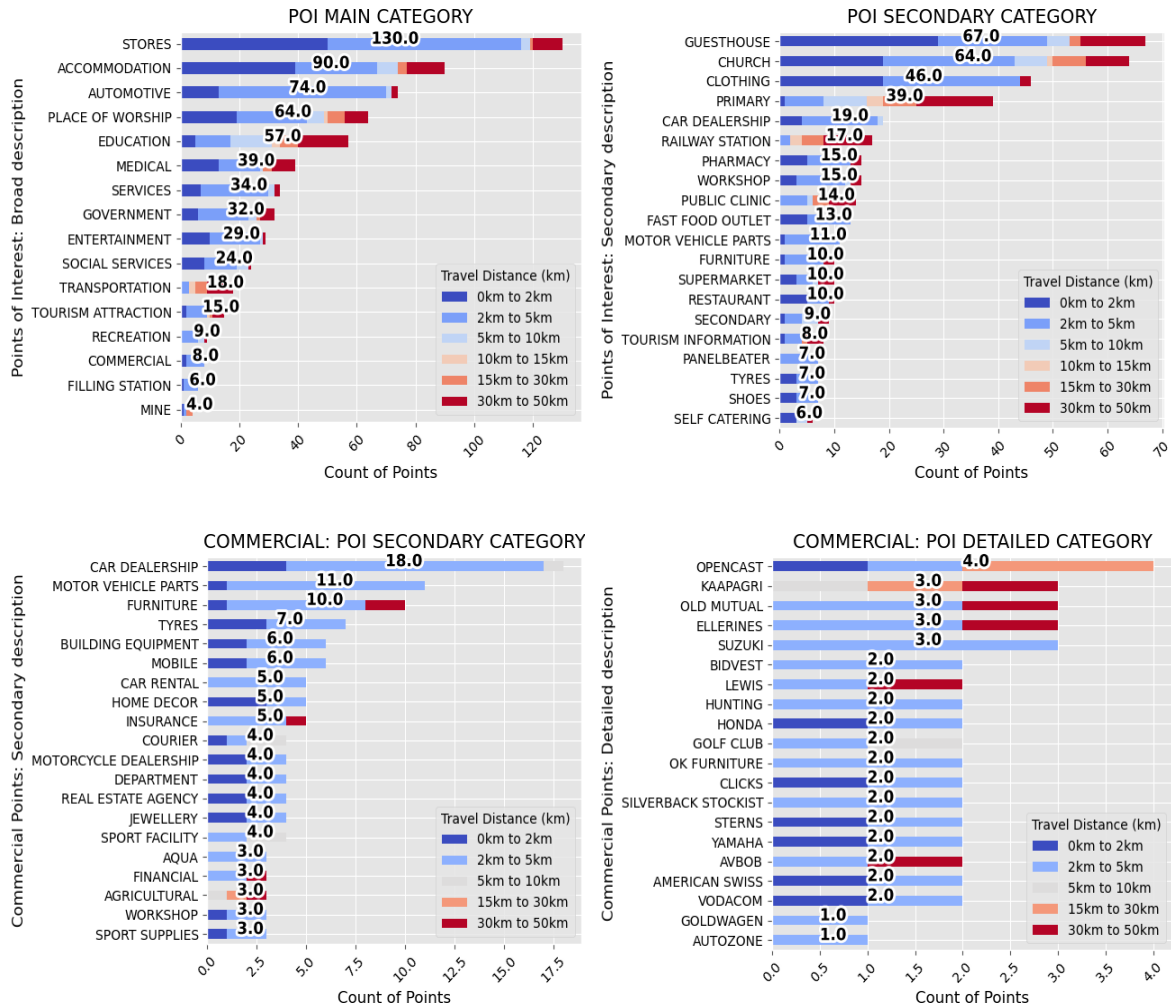 POI MAIN CATEGORY
Points of Interest: Broad description
STORES 130.0
ACCOMMODATION 90.0
AUTOMOTIVE 74.0
PLACE OF WORSHIP 64.0
EDUCATION 57.0
MEDICAL 39.0
SERVICES 34.0
GOVERNMENT 32.0
ENTERTAINMENT 29.0
SOCIAL SERVICES 24.0
TRANSPORTATION 18.0
TOURISM ATTRACTION 15.0
RECREATION 9.0
COMMERCIAL 8.0
FILLING STATION 6.0
MINE 4.0
Travel Distance (km)
0km to 2km
2km to 5km
5km to 10km
10km to 15km
15km to 30km
30km to 50km
0 20 40 60 80 100 120
Count of Points
POI SECONDARY CATEGORY
Points of Interest: Secondary description
GUESTHOUSE 67.0
CHURCH 64.0
CLOTHING 46.0
PRIMARY 39.0
CAR DEALERSHIP 19.0
RAILWAY STATION 17.0
PHARMACY 15.0
WORKSHOP 15.0
PUBLIC CLINIC 14.0
FAST FOOD OUTLET 13.0
MOTOR VEHICLE PARTS 11.0
FURNITURE 10.0
SUPERMARKET 10.0
RESTAURANT 10.0
SECONDARY 9.0
TOURISM INFORMATION 8.0
PANELBEATER 7.0
TYRES 7.0
SHOES 7.0
SELF CATERING 6.0
Travel Distance (km)
0km to 2km
2km to 5km
5km to 10km
10km to 15km
15km to 30km
30km to 50km
0 10 20 30 40 50 60 70
Count of Points
COMMERCIAL: POI SECONDARY CATEGORY
Commercial Points: Secondary description
CAR DEALERSHIP 18.0
MOTOR VEHICLE PARTS 11.0
FURNITURE 10.0
TYRES 7.0
BUILDING EQUIPMENT 6.0
MOBILE 6.0
CAR RENTAL 5.0
HOME DECOR 5.0
INSURANCE 5.0
COURIER 4.0
MOTORCYCLE DEALERSHIP 4.0
DEPARTMENT 4.0
REAL ESTATE AGENCY 4.0
JEWELLERY 4.0
SPORT FACILITY 4.0
AQUA 3.0
FINANCIAL 3.0
AGRICULTURAL 3.0
WORKSHOP 3.0
SPORT SUPPLIES 3.0
Travel Distance (km)
0km to 2km
2km to 5km
5km to 10km
15km to 30km
30km to 50km
0.0 2.5 5.0 7.5 10.0 12.5 15.0 17.5
Count of Points
COMMERCIAL: POI DETAILED CATEGORY
Commercial Points: Detailed description
OPENCAST 4.0
KAAPAGRI 3.0
OLD MUTUAL 3.0
ELLERINES 3.0
SUZUKI 3.0
BIDVEST 2.0
LEWIS 2.0
HUNTING 2.0
HONDA 2.0
GOLF CLUB 2.0
OK FURNITURE 2.0
CLICKS 2.0
SILVERBACK STOCKIST 2.0
STERNS 2.0
YAMAHA 2.0
AVBOB 2.0
AMERICAN SWISS 2.0
VODACOM 2.0
GOLDWAGEN 1.0
AUTOZONE 1.0
Travel Distance (km)
0km to 2km
2km to 5km
5km to 10km
15km to 30km
30km to 50km
0.0 0.5 1.0 1.5 2.0 2.5 3.0 3.5 4.0
Count of Points